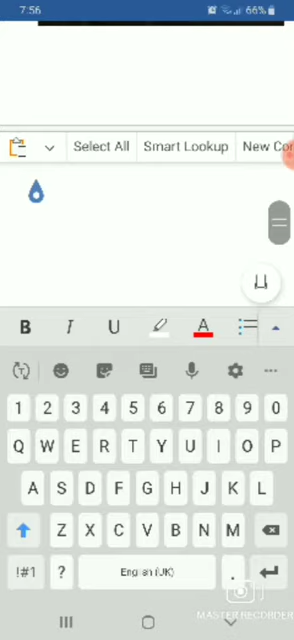 7:56 66%
Select All Smart Lookup New Con
B I U A
T
1 2 3 4 5 6 7 8 9 0
Q W E R T Y U I O P
A S D F G H J K L
Z X C V B N M
!#1 ? English (UK) .
MASTER RECORDER